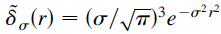 δ̃_σ(r) = (σ/√π)³e^{−σ²r²}